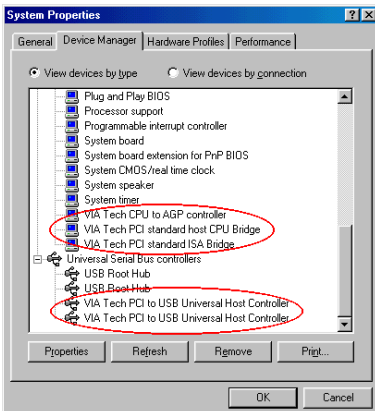 System Properties
General Device Manager Hardware Profiles Performance
View devices by type View devices by connection
Plug and Play BIOS
Processor support
Programmable interrupt controller
System board
System board extension for PnP BIOS
System CMOS/real time clock
System speaker
System timer
VIA Tech CPU to AGP controller
VIA Tech PCI standard host CPU Bridge
VIA Tech PCI standard ISA Bridge
Universal Serial Bus controllers
USB Root Hub
USB Root Hub
VIA Tech PCI to USB Universal Host Controller
VIA Tech PCI to USB Universal Host Controller
Properties Refresh Remove Print...
OK Cancel